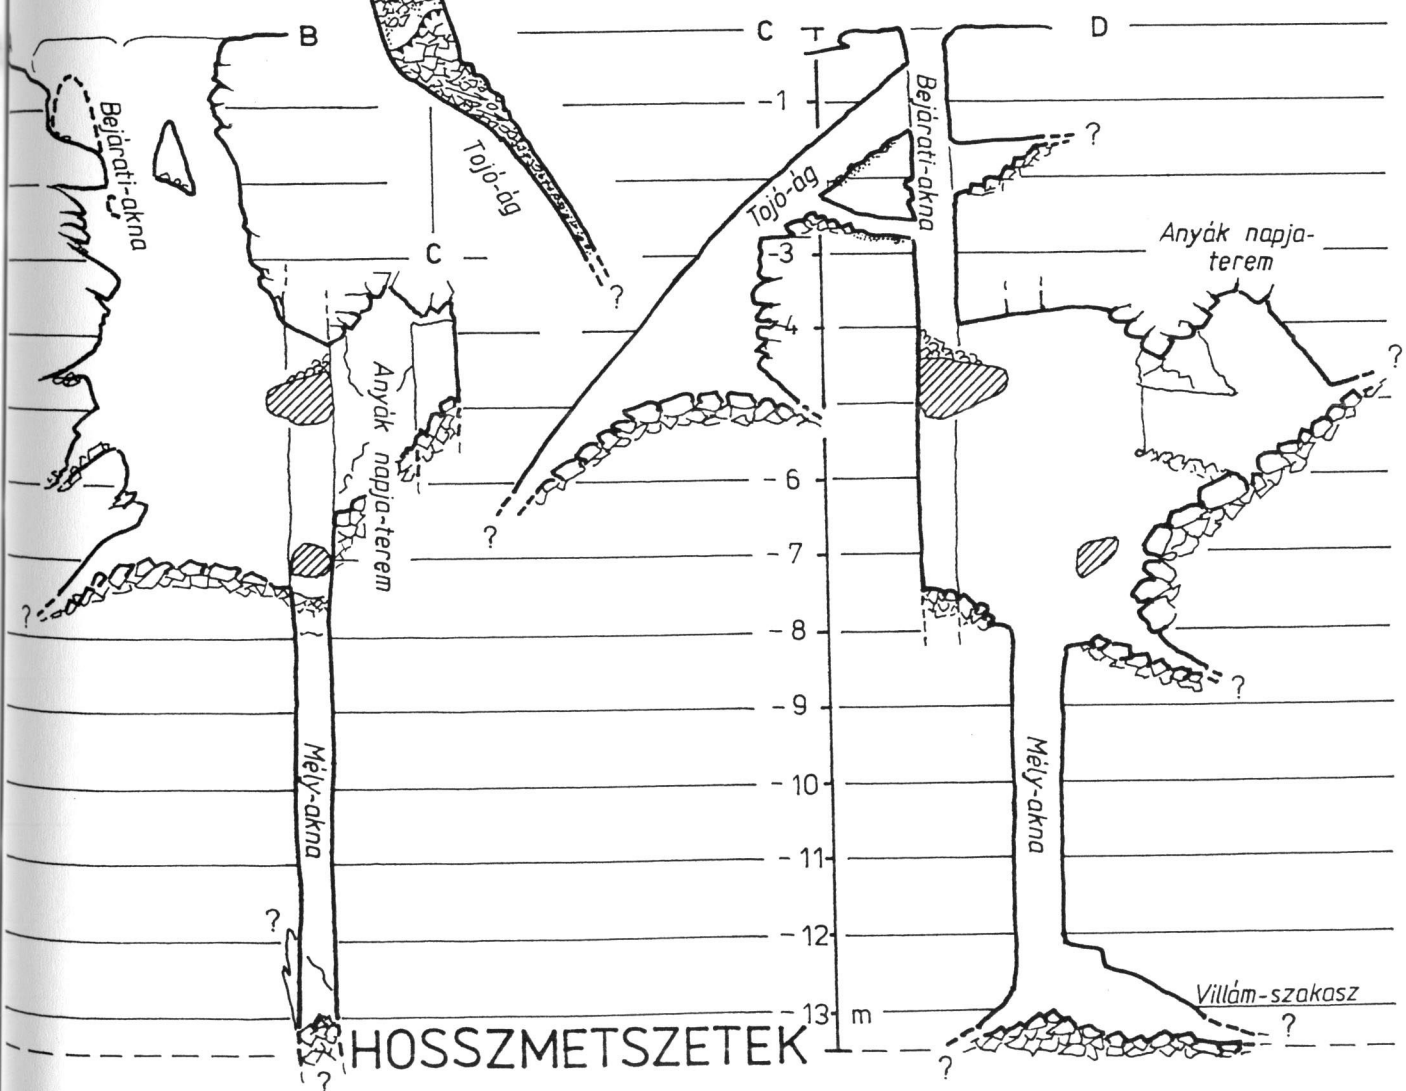 B
C
D
-1
Bejárati-akna
Bejárati-akna
?
Tojó-ág
Tojó-ág
C
-3
Anyák napja-
terem
?
-4
?
Anyák napja-terem
-6
?
-7
?
-8
?
-9
Mély-akna
Mély-akna
-10
-11
?
-12
Villám-szakasz
-13 m
?
HOSSZMETSZETEK
?
?